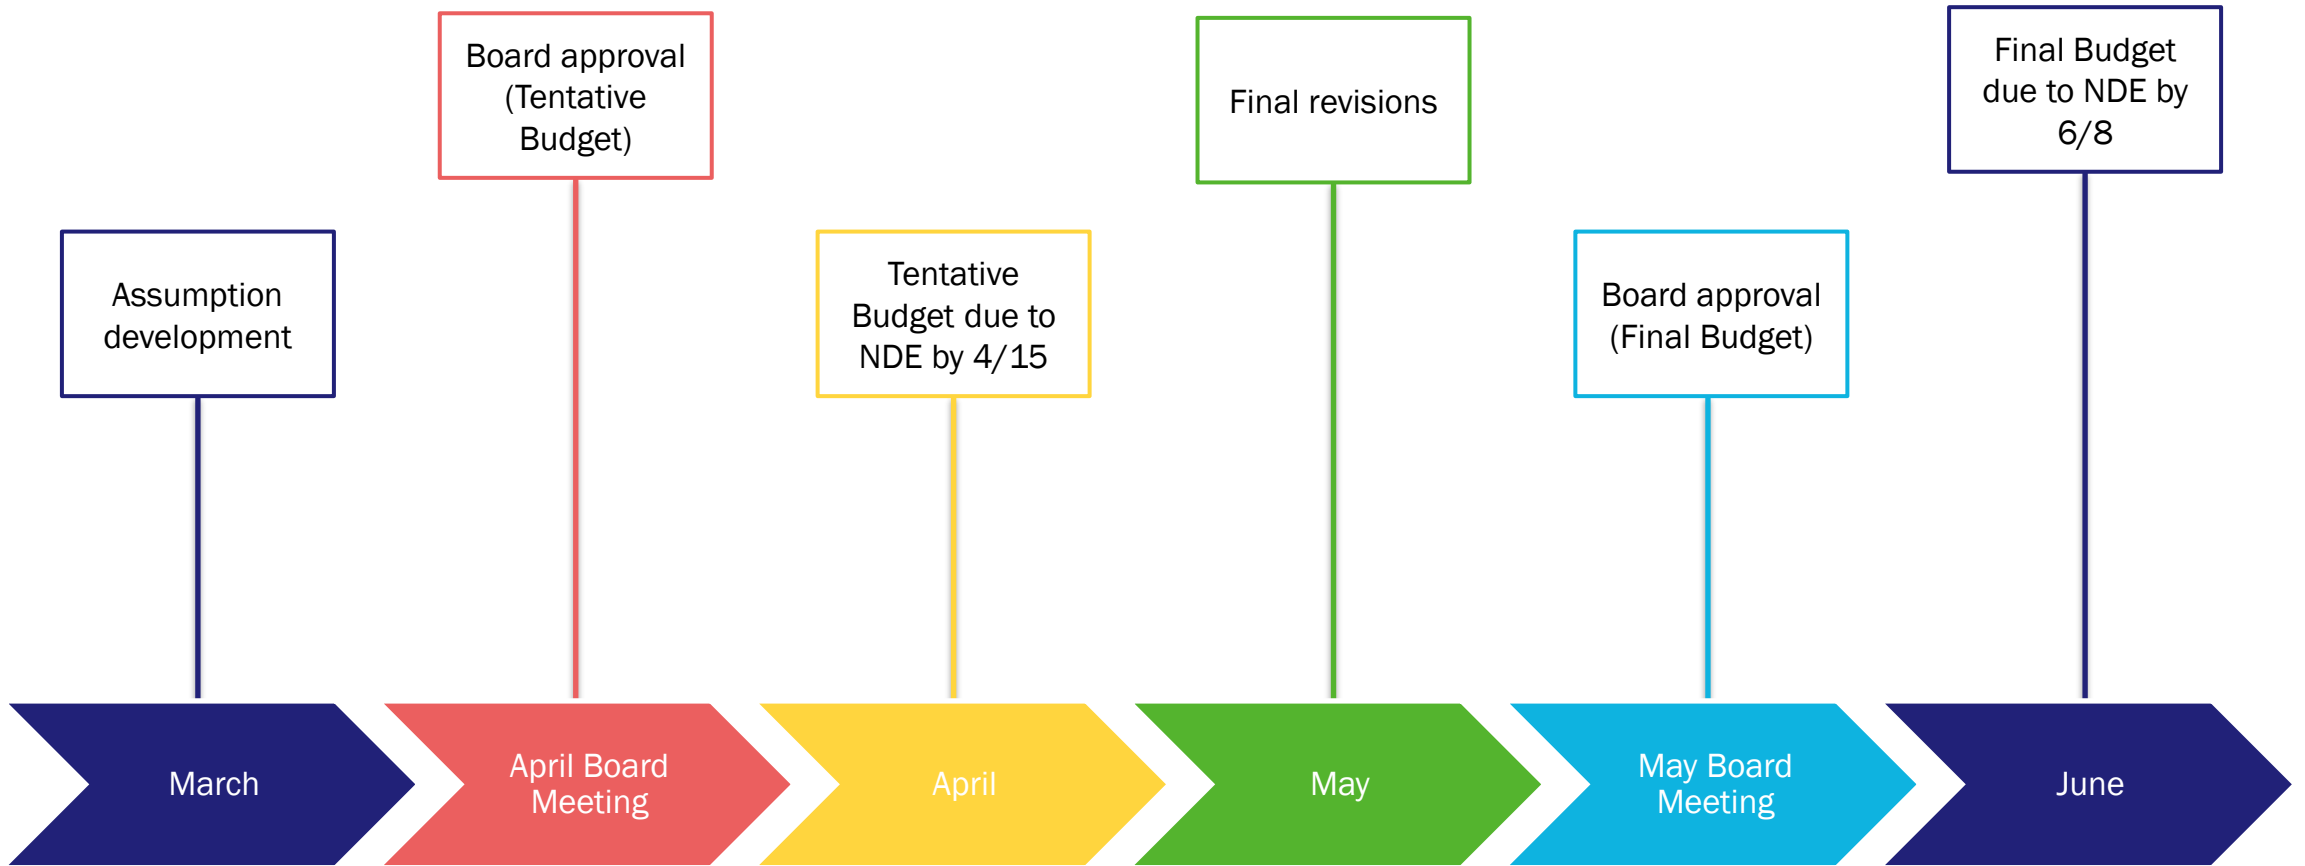 Assumption
development
Board approval
(Tentative
Budget)
Tentative
Budget due to
NDE by 4/15
Final revisions
Board approval
(Final Budget)
Final Budget
due to NDE by
6/8
March
April Board
Meeting
April
May
May Board
Meeting
June